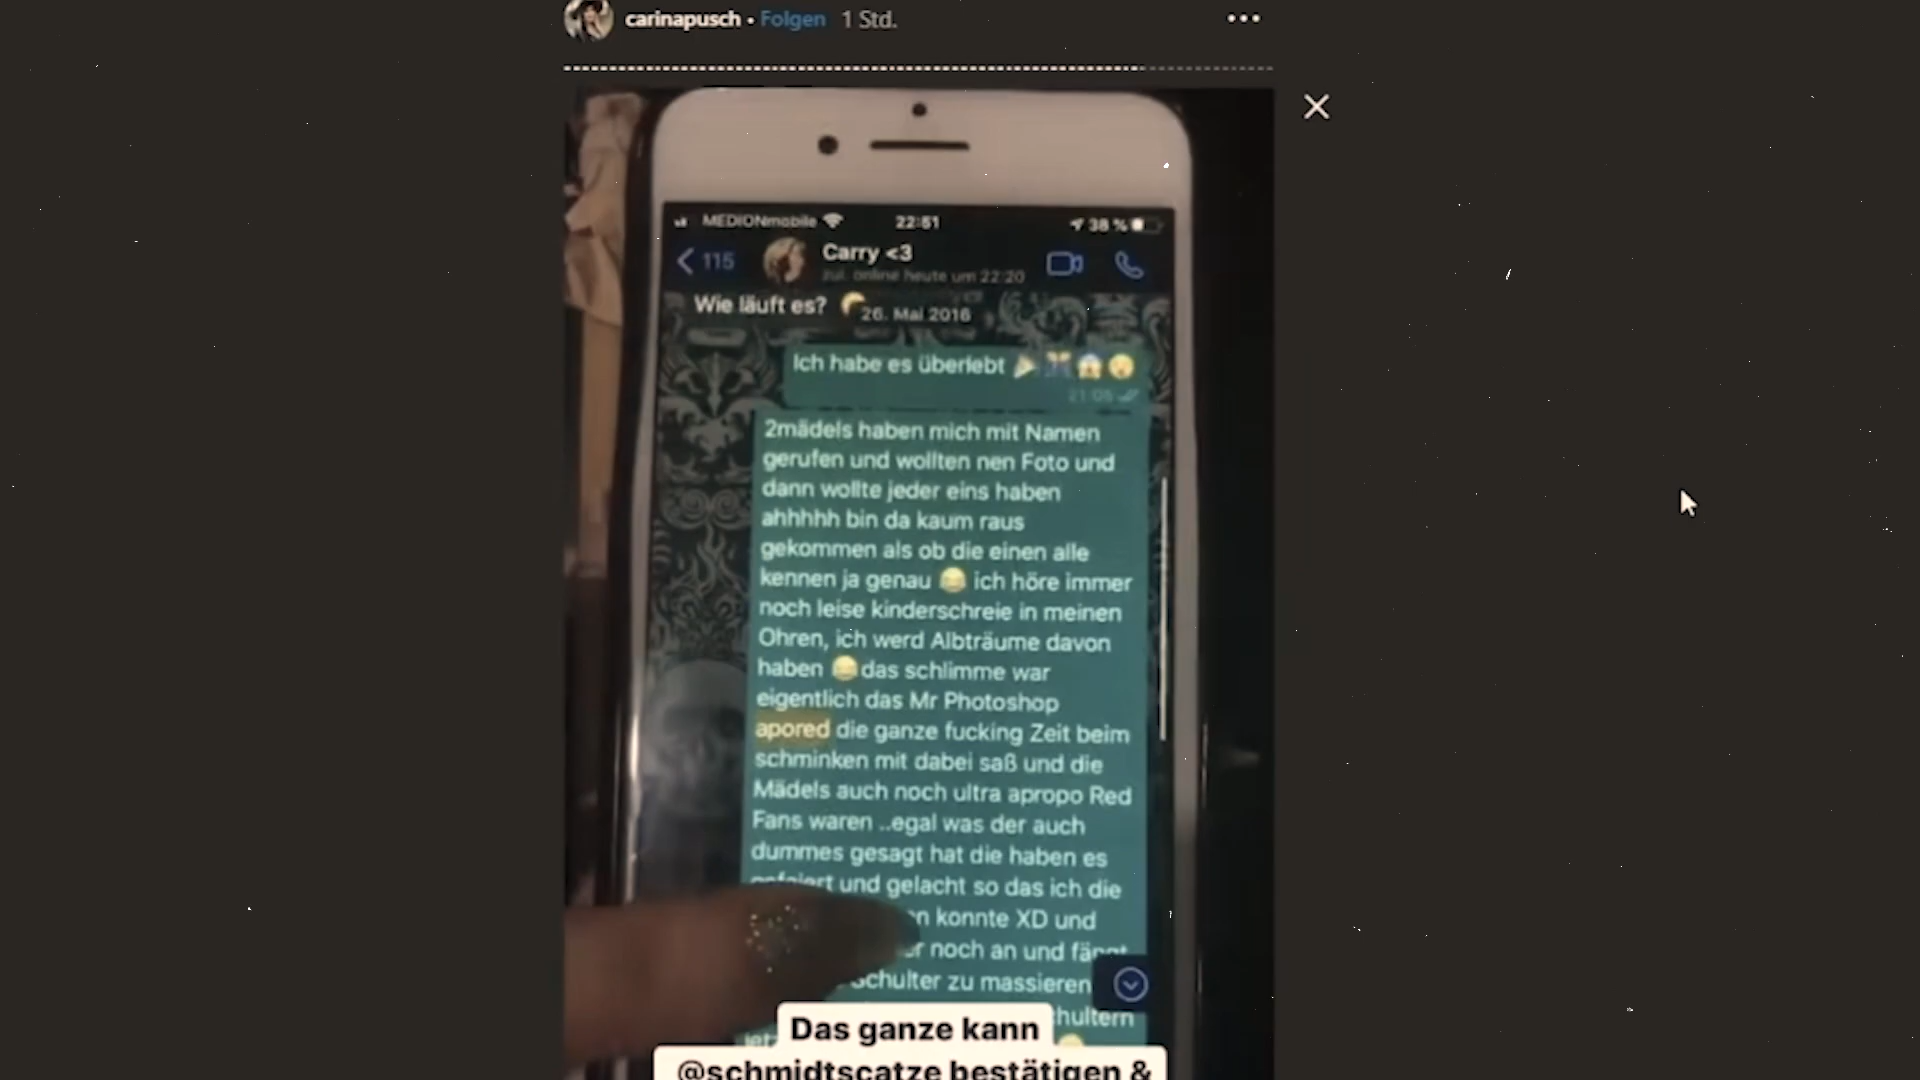 carinapusch • Folgen 1 Std.
MEDIONmobile 22:51 38 %
115 Carry <3
zul. online heute um 22:20
Wie läuft es?
26. Mai 2016
Ich habe es überlebt 🎉
21:05
2mädels haben mich mit Namen
gerufen und wollten nen Foto und
dann wollte jeder eins haben
ahhhhh bin da kaum raus
gekommen als ob die einen alle
kennen ja genau 😂 ich höre immer
noch leise kinderschreie in meinen
Ohren, ich werd Albträume davon
haben 😂 das schlimme war
eigentlich das Mr Photoshop
apored die ganze fucking Zeit beim
schminken mit dabei saß und die
Mädels auch noch ultra apropo Red
Fans waren ..egal was der auch
dummes gesagt hat die haben es
und gelacht so das ich die
konnte XD und
noch an und fängt
Schulter zu massieren
Das ganze kann
@schmidtscatze bestätigen &